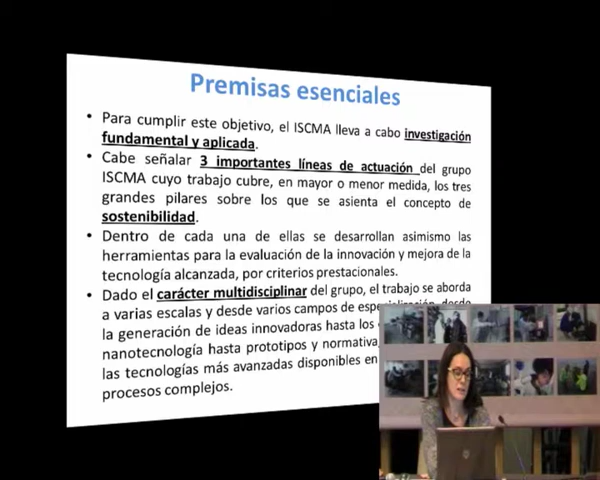 Premisas esenciales
• Para cumplir este objetivo, el ISCMA lleva a cabo investigación
fundamental y aplicada.
• Cabe señalar 3 importantes líneas de actuación del grupo
ISCMA cuyo trabajo cubre, en mayor o menor medida, los tres
grandes pilares sobre los que se asienta el concepto de
sostenibilidad.
• Dentro de cada una de ellas se desarrollan asimismo las
herramientas para la evaluación de la innovación y mejora de la
tecnología alcanzada, por criterios prestacionales.
• Dado el carácter multidisciplinar del grupo, el trabajo se aborda
a varias escalas y desde varios campos de especialización, desde
la generación de ideas innovadoras hasta los
nanotecnología hasta prototipos y normativa,
las tecnologías más avanzadas disponibles en
procesos complejos.